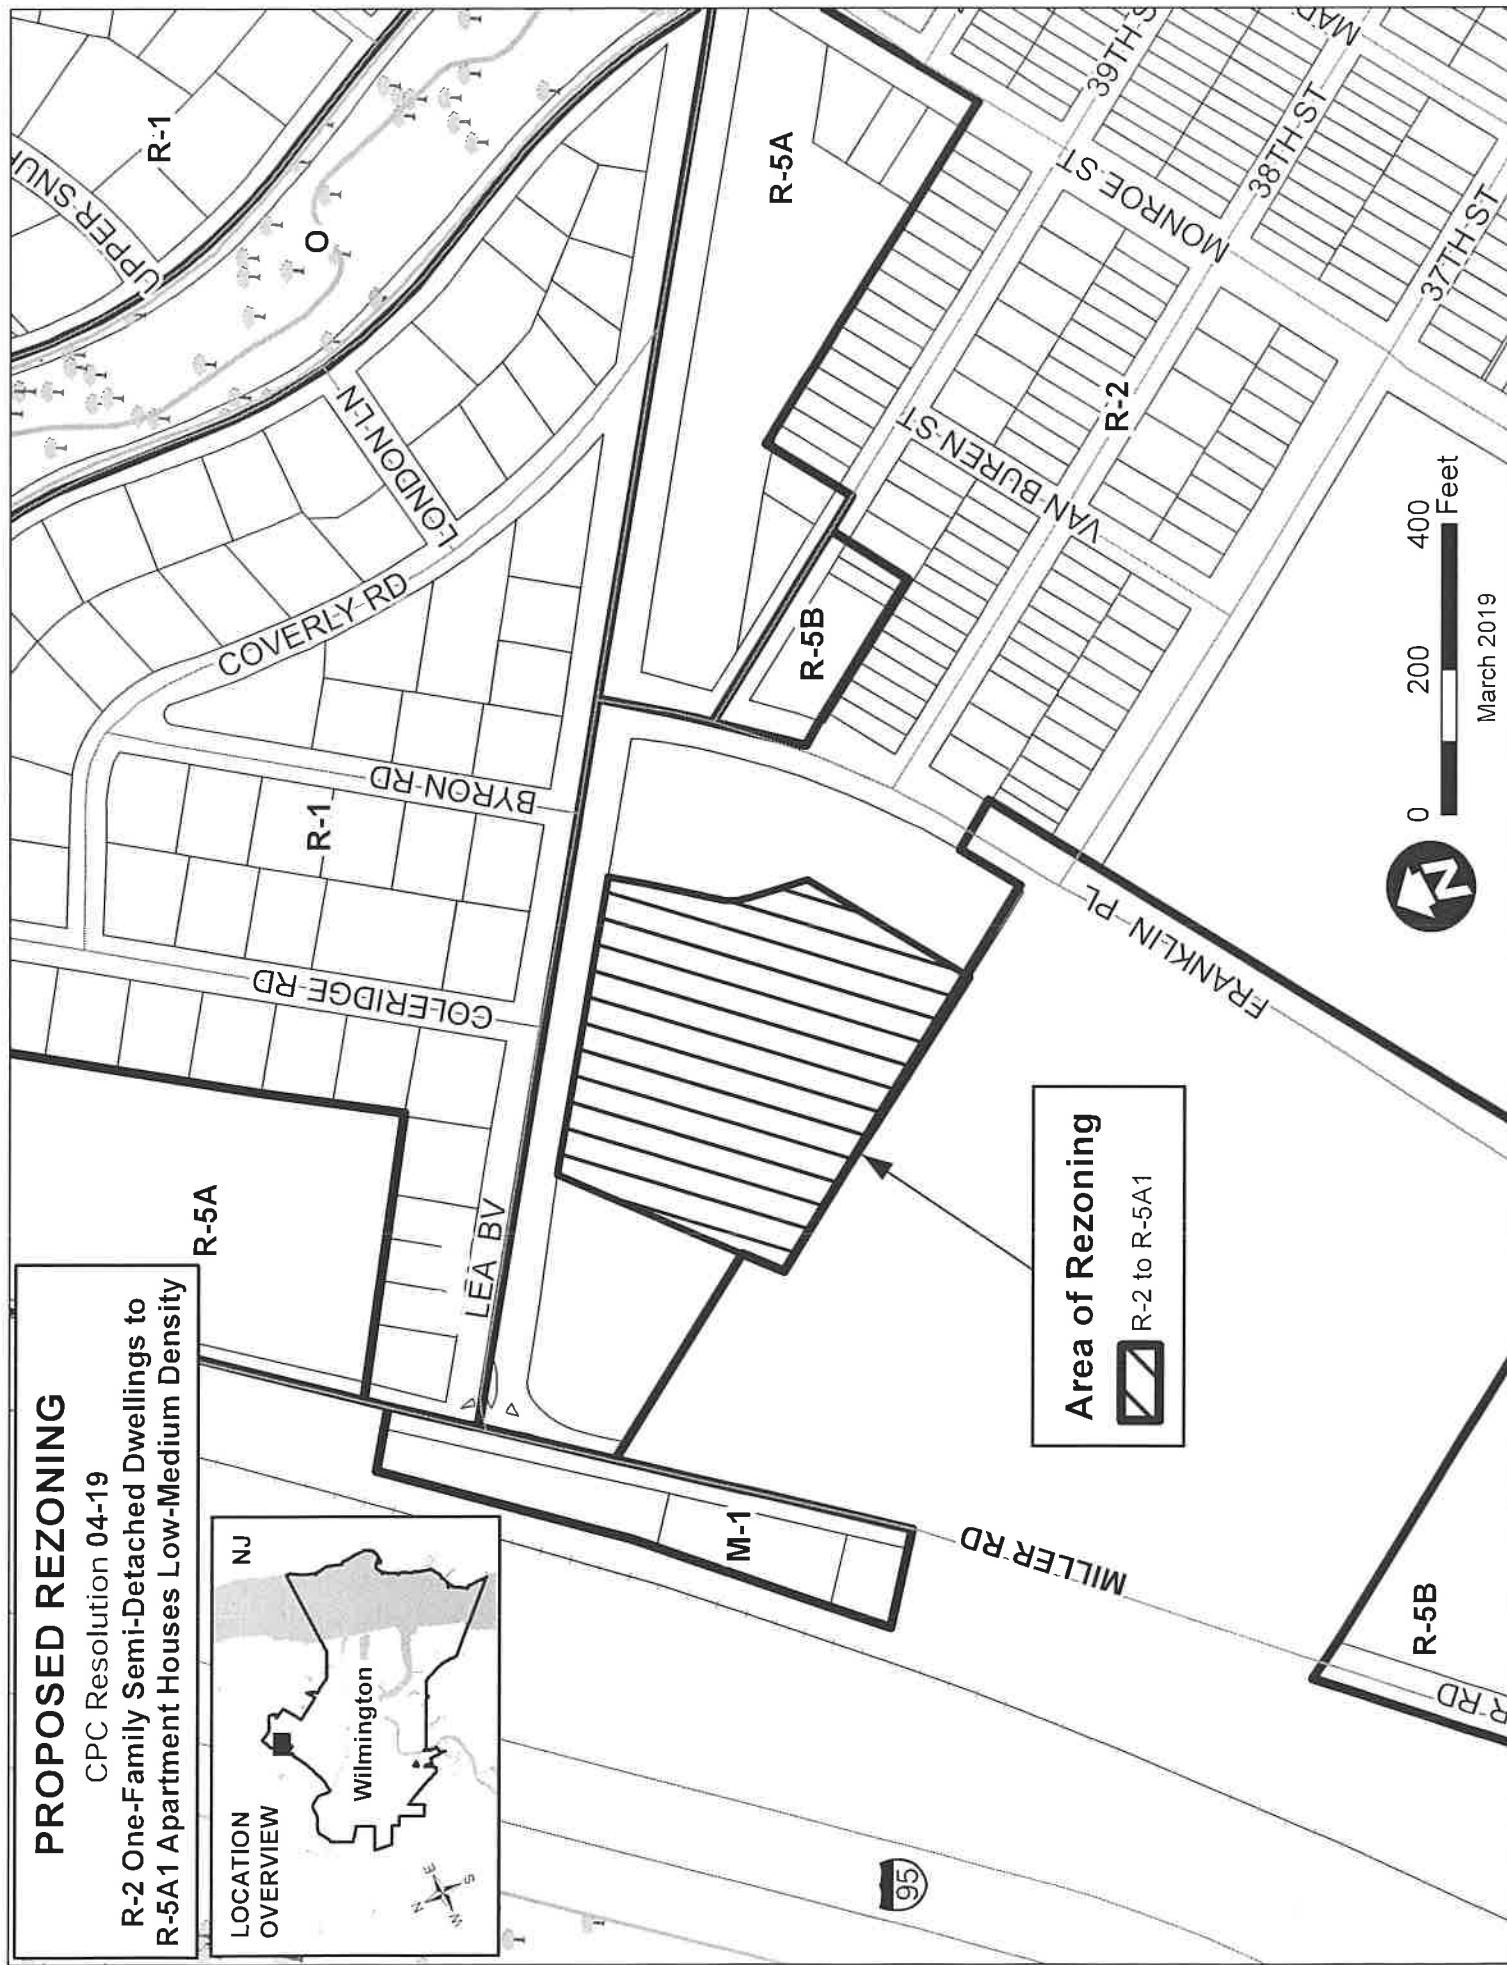 PROPOSED REZONING
CPC Resolution 04-19
R-2 One-Family Semi-Detached Dwellings to
R-5A1 Apartment Houses Low-Medium Density
LOCATION
OVERVIEW
NJ
Wilmington
N
E
S
W
R-5A
R-1
UPPER SNUF
O
LONDON LN
COVERLY RD
BYRON RD
R-1
COLERIDGE RD
LEA BV
R-5A
R-5B
M-1
39TH S
MONROE ST
38TH ST
MAD
VAN BUREN ST
R-2
37TH ST
FRANKLIN PL
MILLER RD
95
Area of Rezoning
R-2 to R-5A1
R-5B
R RD
N
0 200 400
Feet
March 2019